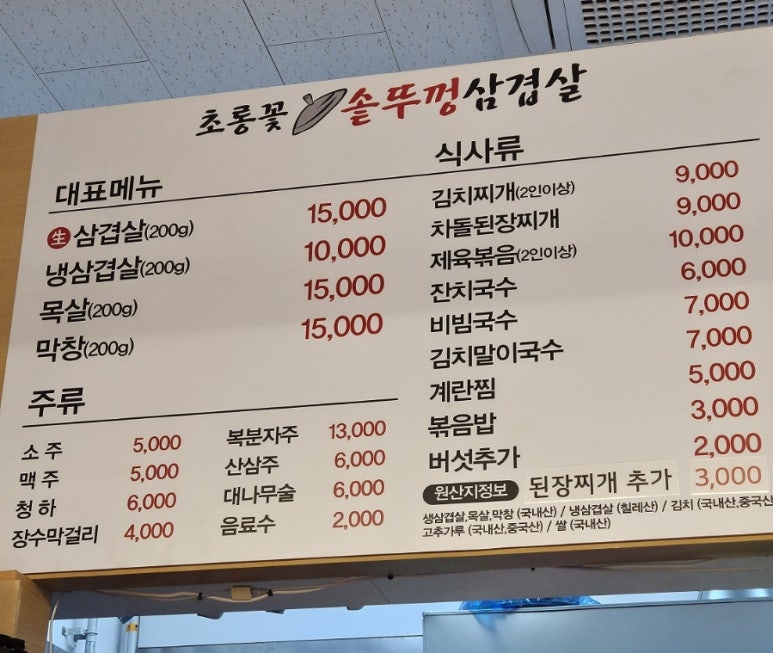 초롱꽃 솥뚜껑삼겹살
대표메뉴
生 삼겹살(200g) 15,000
냉삼겹살(200g) 10,000
목살(200g) 15,000
막창(200g) 15,000
주류
소주 5,000
맥주 5,000
청하 6,000
장수막걸리 4,000
복분자주 13,000
산삼주 6,000
대나무술 6,000
음료수 2,000
식사류
김치찌개(2인이상) 9,000
차돌된장찌개 9,000
제육볶음(2인이상) 10,000
잔치국수 6,000
비빔국수 7,000
김치말이국수 7,000
계란찜 5,000
볶음밥 3,000
버섯추가 2,000
된장찌개 추가 3,000
원산지정보
생삼겹살,목살,막창 (국내산) / 냉삼겹살 (칠레산) / 김치 (국내산,중국산
고추가루 (국내산,중국산) / 쌀 (국내산)